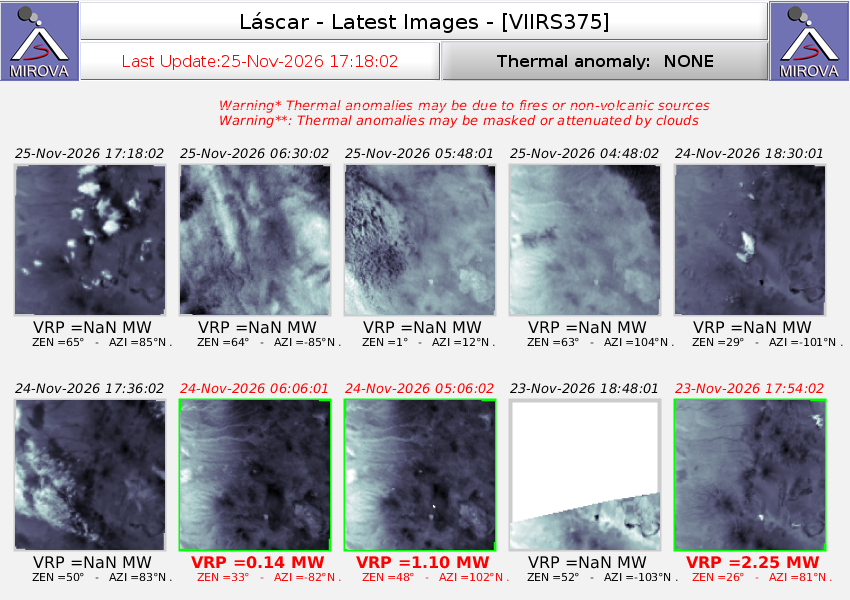 MIROVA
Láscar - Latest Images - [VIIRS375]
MIROVA
Last Update:25-Nov-2026 17:18:02
Thermal anomaly: NONE
Warning* Thermal anomalies may be due to fires or non-volcanic sources
Warning**: Thermal anomalies may be masked or attenuated by clouds
25-Nov-2026 17:18:02
25-Nov-2026 06:30:02
25-Nov-2026 05:48:01
25-Nov-2026 04:48:02
24-Nov-2026 18:30:01
VRP =NaN MW
VRP =NaN MW
VRP =NaN MW
VRP =NaN MW
VRP =NaN MW
ZEN =65° - AZI =85°N .
ZEN =64° - AZI =-85°N .
ZEN =1° - AZI =12°N .
ZEN =63° - AZI =104°N .
ZEN =29° - AZI =-101°N .
24-Nov-2026 17:36:02
24-Nov-2026 06:06:01
24-Nov-2026 05:06:02
23-Nov-2026 18:48:01
23-Nov-2026 17:54:02
VRP =NaN MW
VRP =0.14 MW
VRP =1.10 MW
VRP =NaN MW
VRP =2.25 MW
ZEN =50° - AZI =83°N .
ZEN =33° - AZI =-82°N .
ZEN =48° - AZI =102°N .
ZEN =52° - AZI =-103°N .
ZEN =26° - AZI =81°N .